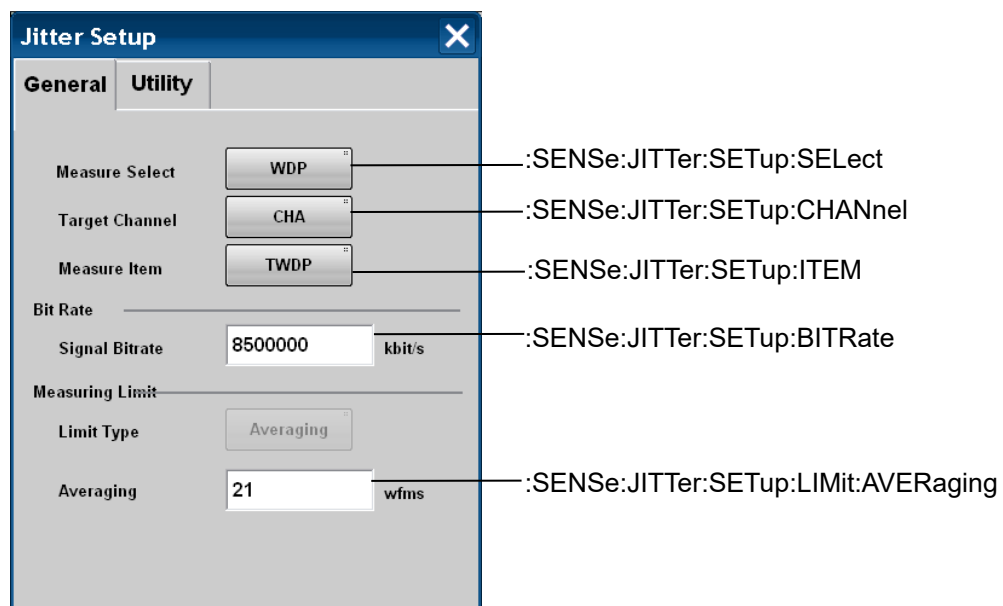 Jitter Setup
General Utility
Measure Select WDP :SENSe:JITTer:SETup:SELect
Target Channel CHA :SENSe:JITTer:SETup:CHANnel
Measure Item TWDP :SENSe:JITTer:SETup:ITEM
Bit Rate
Signal Bitrate 8500000 kbit/s :SENSe:JITTer:SETup:BITRate
Measuring Limit
Limit Type Averaging
Averaging 21 wfms :SENSe:JITTer:SETup:LIMit:AVERaging